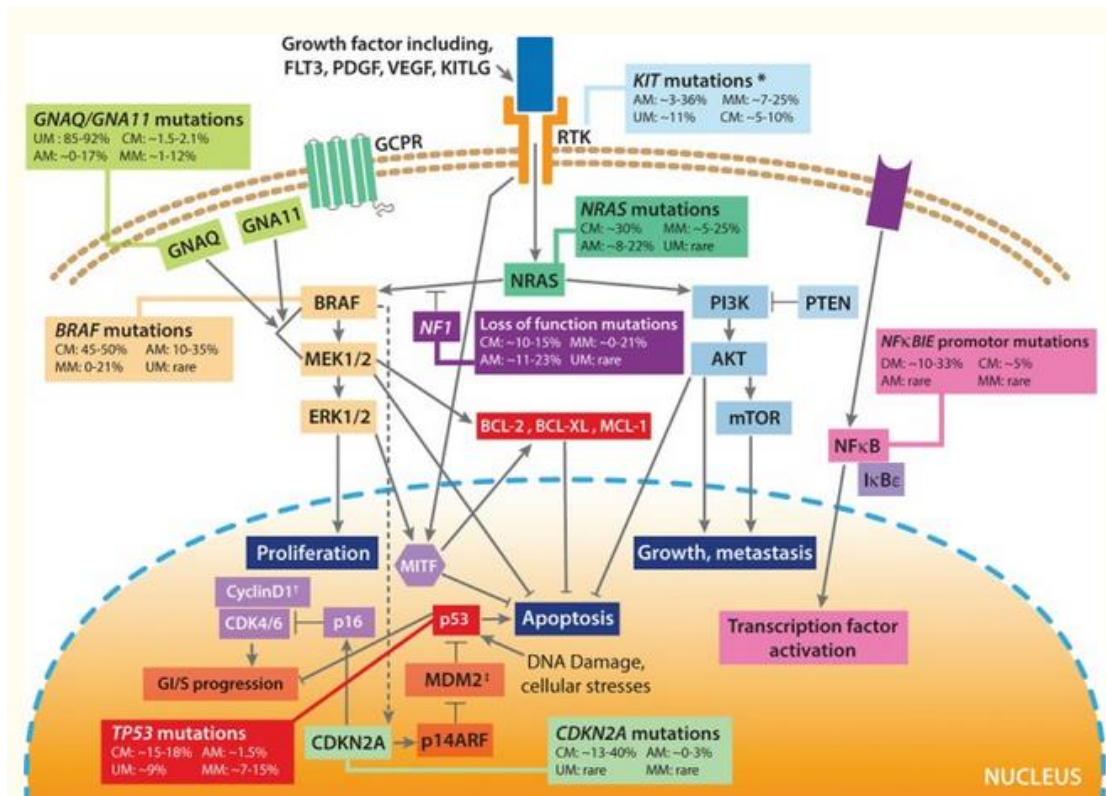 Growth factor including,
FLT3, PDGF, VEGF, KITLG
KIT mutations *
AM: ~3-36% MM: ~7-25%
UM: ~11% CM: ~5-10%
GNAQ/GNA11 mutations
UM : 85-92% CM: ~1.5-2.1%
AM: ~0-17% MM: ~1-12%
GCPR
RTK
GNAQ
GNA11
NRAS mutations
CM: ~30% MM: ~5-25%
AM: ~8-22% UM: rare
NRAS
BRAF
PI3K
PTEN
BRAF mutations
CM: 45-50% AM: 10-35%
MM: 0-21% UM: rare
NF1
Loss of function mutations
CM: ~10-15% MM: ~0-21%
AM: ~11-23% UM: rare
NFκBIE promotor mutations
DM: ~10-33% CM: ~5%
AM: rare MM: rare
MEK1/2
AKT
ERK1/2
BCL-2 , BCL-XL , MCL-1
mTOR
NFκB
IκBε
Proliferation
MITF
Growth, metastasis
CyclinD1†
CDK4/6
p16
p53
Apoptosis
Transcription factor
activation
GI/S progression
MDM2‡
DNA Damage,
cellular stresses
TP53 mutations
CM: ~15-18% AM: ~1.5%
UM: ~9% MM: ~7-15%
CDKN2A
p14ARF
CDKN2A mutations
CM: ~13-40% AM: ~0-3%
UM: rare MM: rare
NUCLEUS